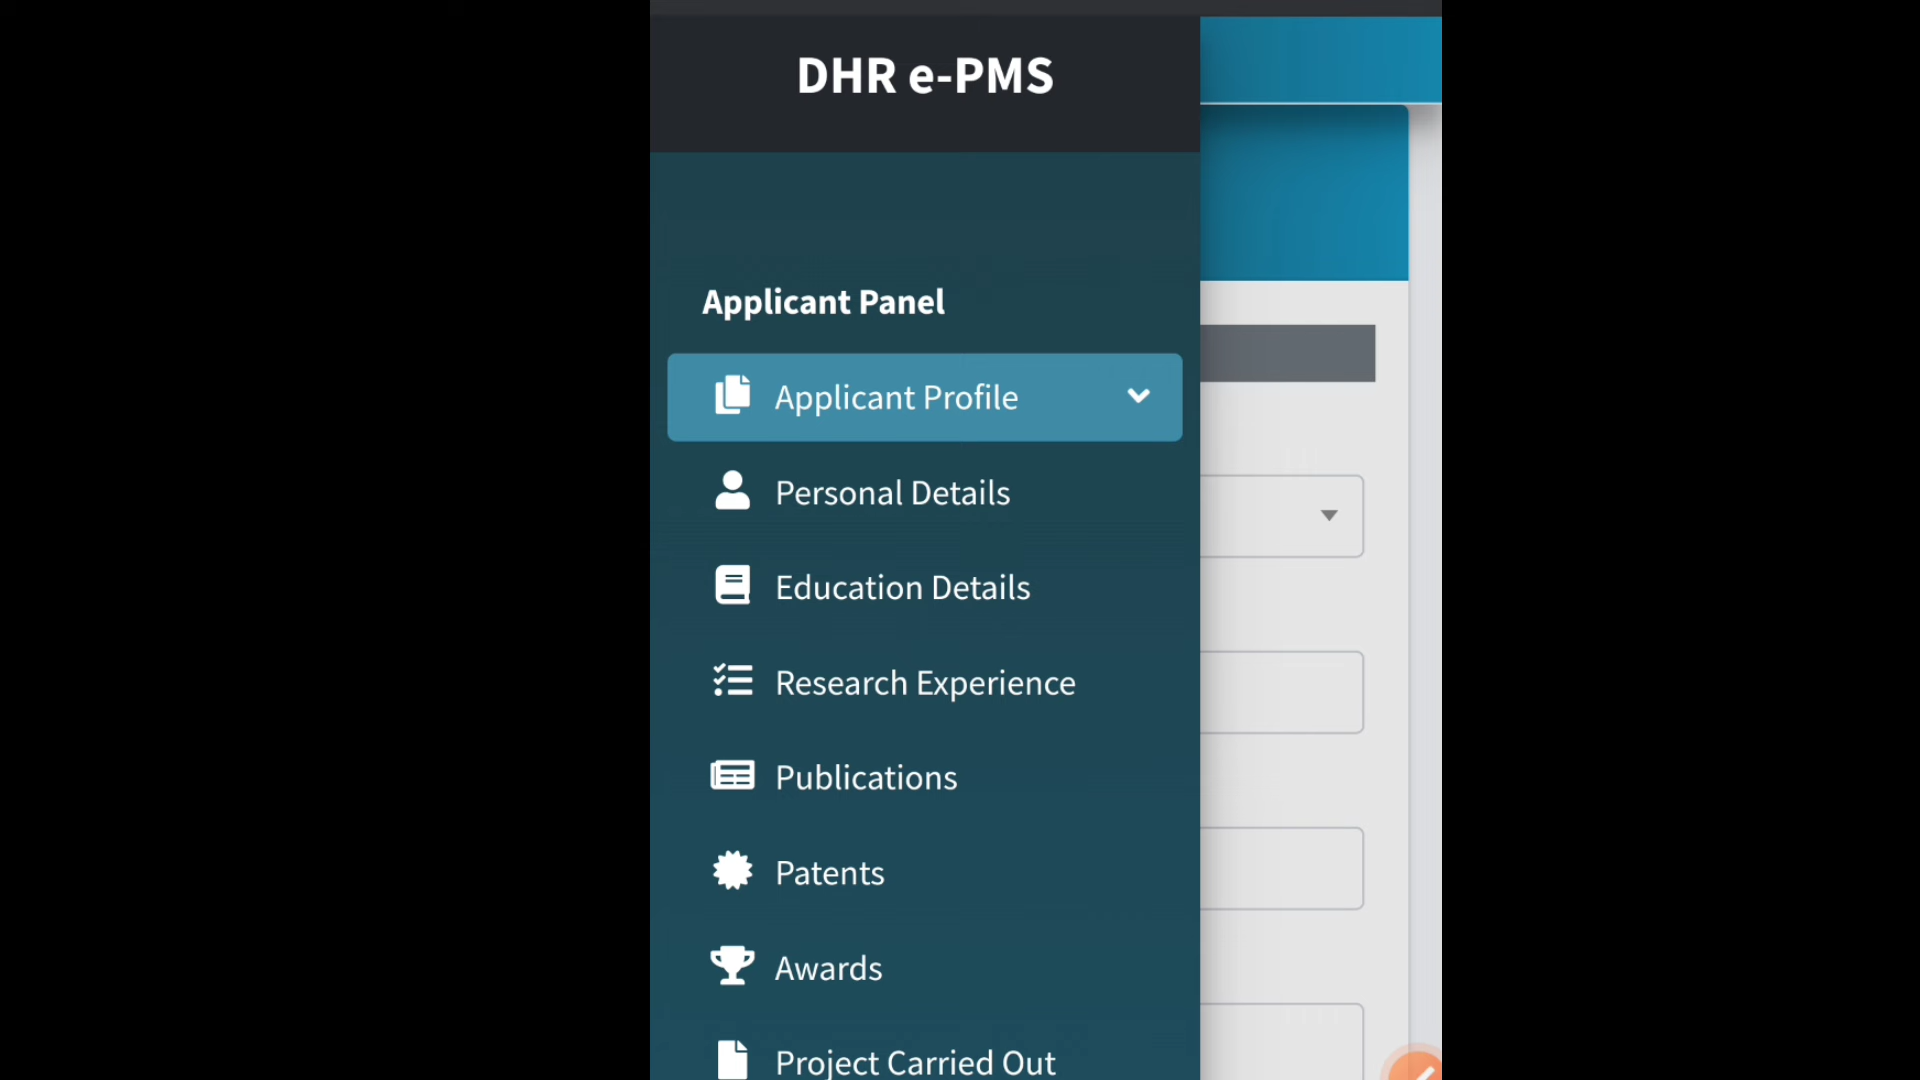 DHR e-PMS
Applicant Panel
Applicant Profile
Personal Details
Education Details
Research Experience
Publications
Patents
Awards
Project Carried Out